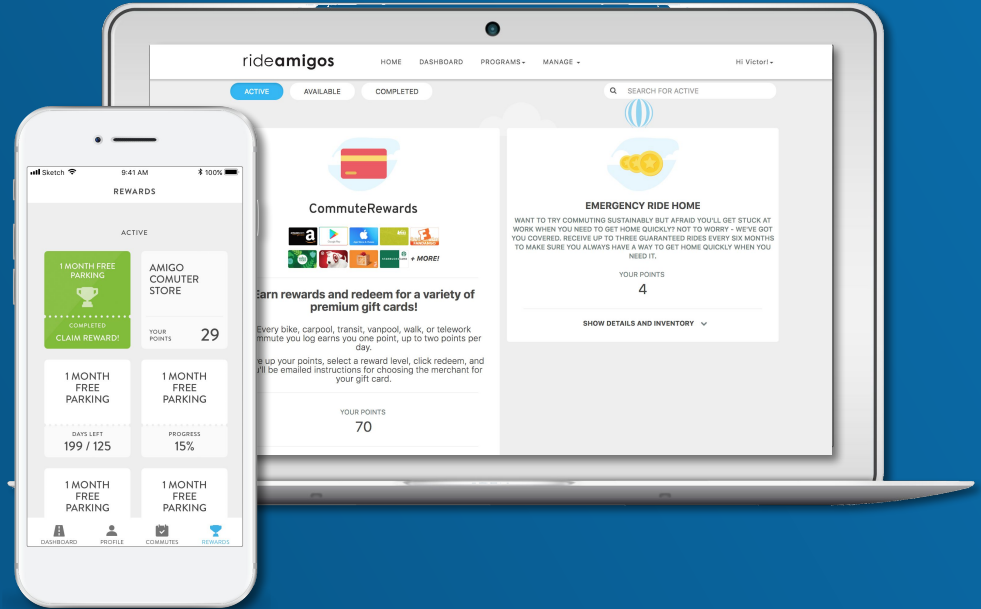 rideamigos
HOME DASHBOARD PROGRAMS MANAGE
Hi Victor!
ACTIVE AVAILABLE COMPLETED
SEARCH FOR ACTIVE
CommuteRewards
a
+ MORE!
Earn rewards and redeem for a variety of
premium gift cards!
Every bike, carpool, transit, vanpool, walk, or telework
mmute you log earns you one point, up to two points per
day.
e up your points, select a reward level, click redeem, and
u'll be emailed instructions for choosing the merchant for
your gift card.
YOUR POINTS
70
EMERGENCY RIDE HOME
WANT TO TRY COMMUTING SUSTAINABLY BUT AFRAID YOU'LL GET STUCK AT
WORK WHEN YOU NEED TO GET HOME QUICKLY? NOT TO WORRY - WE'VE GOT
YOU COVERED. RECEIVE UP TO THREE GUARANTEED RIDES EVERY SIX MONTHS
TO MAKE SURE YOU ALWAYS HAVE A WAY TO GET HOME QUICKLY WHEN YOU
NEED IT.
YOUR POINTS
4
SHOW DETAILS AND INVENTORY
Sketch 9:41 AM 100%
REWARDS
ACTIVE
1 MONTH FREE
PARKING
COMPLETED
CLAIM REWARD!
AMIGO
COMUTER
STORE
YOUR
POINTS 29
1 MONTH
FREE
PARKING
DAYS LEFT
199 / 125
1 MONTH
FREE
PARKING
PROGRESS
15%
1 MONTH
FREE
PARKING
1 MONTH
FREE
PARKING
DASHBOARD PROFILE COMMUTES REWARDS